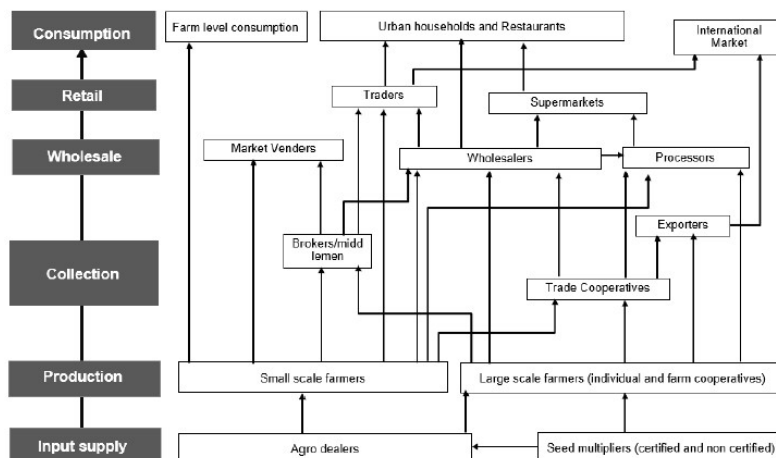 Consumption
Farm level consumption
Urban households and Restaurants
International
Market
Retail
Traders
Supermarkets
Wholesale
Market Venders
Wholesalers
Processors
Exporters
Brokers/midd
lemen
Collection
Trade Cooperatives
Production
Small scale farmers
Large scale farmers (individual and farm cooperatives)
Input supply
Agro dealers
Seed multipliers (certified and non certified)